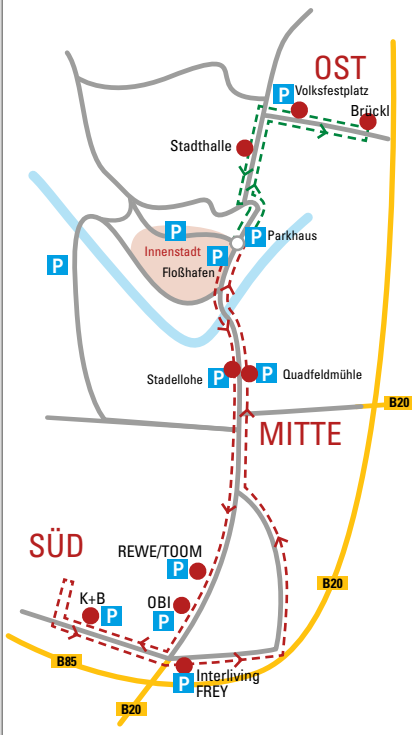 OST
P Volksfestplatz
Brückl
Stadthalle
P
P Parkhaus
Innenstadt P
P
Floßhafen
Stadellohe P
P Quadfeldmühle
B20
MITTE
SÜD
REWE/TOOM
P
B20
K+B
P
OBI
P
B85
Interliving
FREY
P
B20